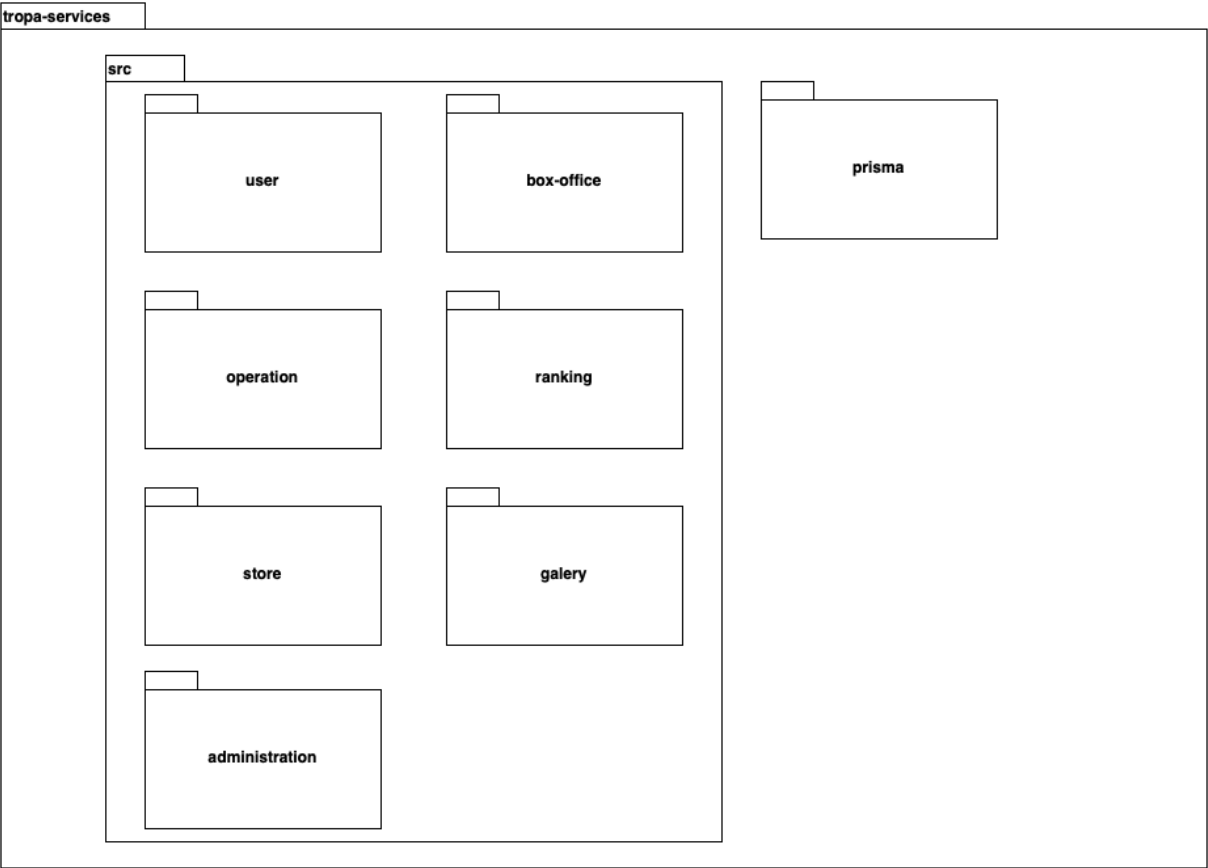 tropa-services
src
user
box-office
prisma
operation
ranking
store
galery
administration